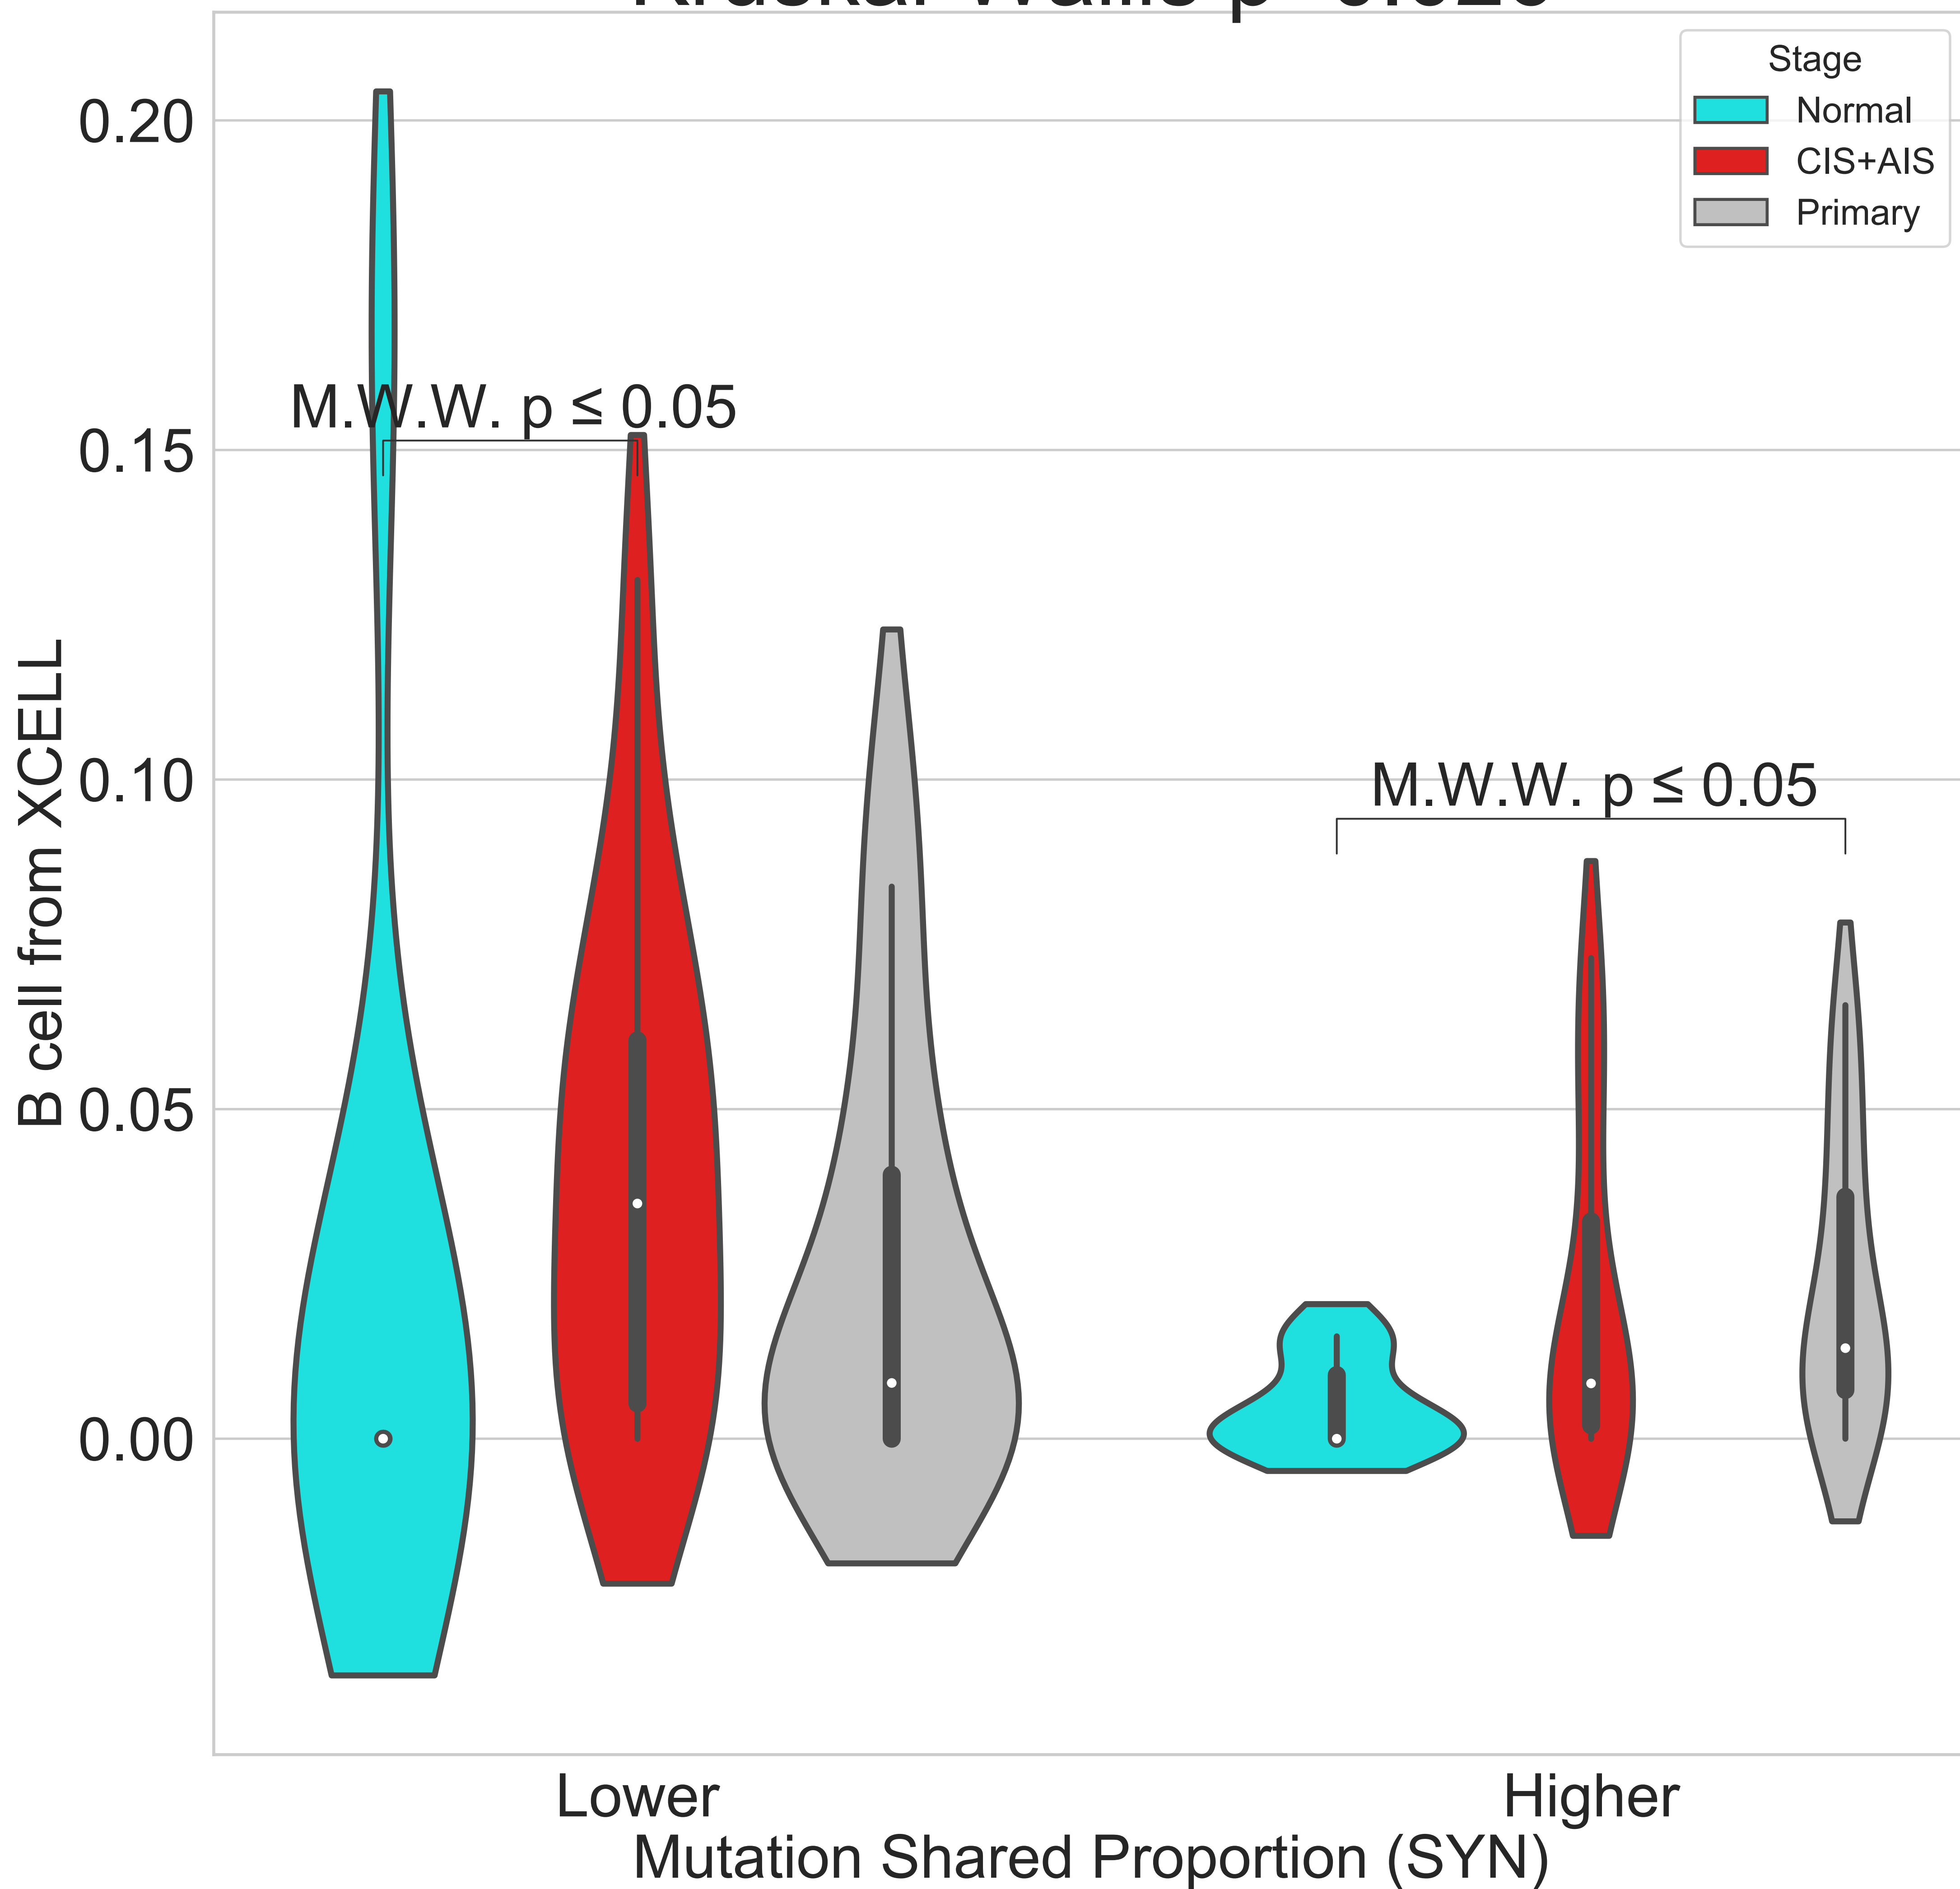 Stage
Normal
CIS+AIS
Primary
0.20
0.15
0.10
0.05
0.00
M.W.W. p ≤ 0.05
M.W.W. p ≤ 0.05
B cell from XCELL
Lower
Higher
Mutation Shared Proportion (SYN)